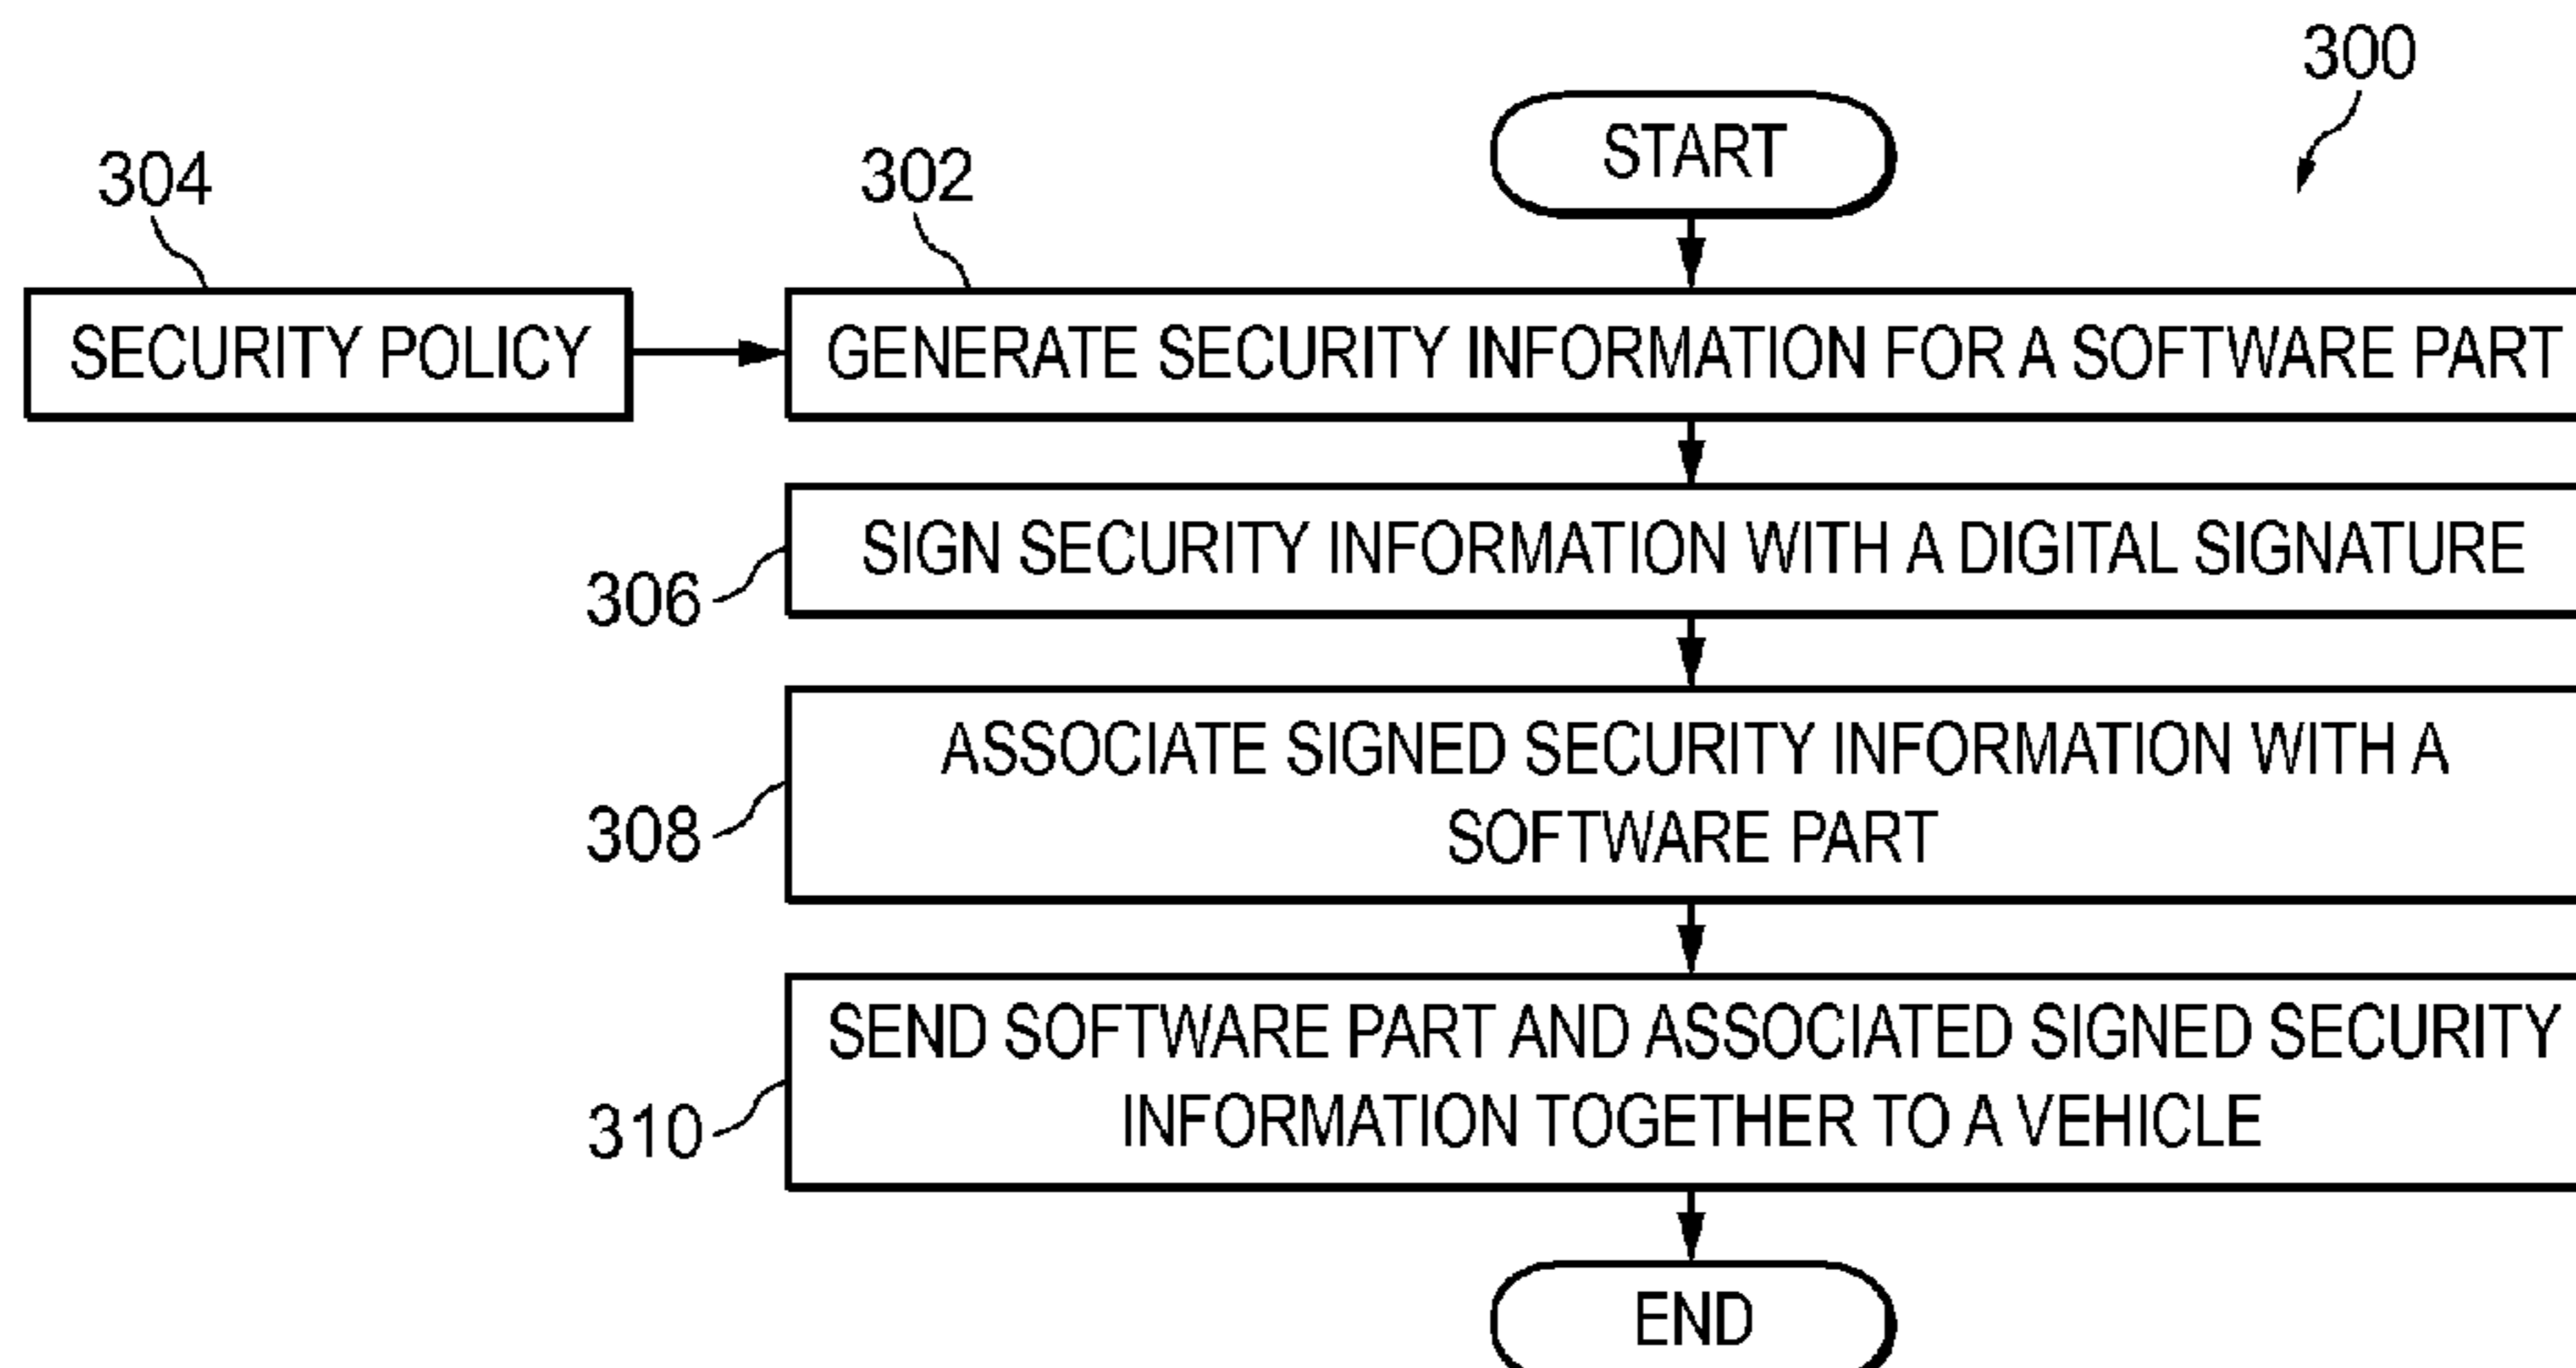 300
START
304
302
SECURITY POLICY
GENERATE SECURITY INFORMATION FOR A SOFTWARE PART
SIGN SECURITY INFORMATION WITH A DIGITAL SIGNATURE
306
ASSOCIATE SIGNED SECURITY INFORMATION WITH A
SOFTWARE PART
308
SEND SOFTWARE PART AND ASSOCIATED SIGNED SECURITY
INFORMATION TOGETHER TO A VEHICLE
310
END